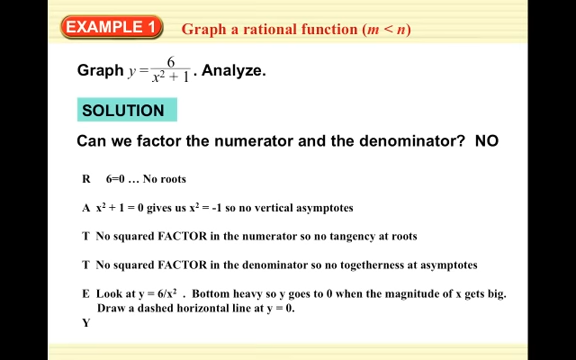 EXAMPLE 1 Graph a rational function (m < n)
Graph y = 6/(x² + 1) . Analyze.
SOLUTION
Can we factor the numerator and the denominator? NO
R 6=0 … No roots
A x² + 1 = 0 gives us x² = -1 so no vertical asymptotes
T No squared FACTOR in the numerator so no tangency at roots
T No squared FACTOR in the denominator so no togetherness at asymptotes
E Look at y = 6/x² . Bottom heavy so y goes to 0 when the magnitude of x gets big.
Draw a dashed horizontal line at y = 0.
Y